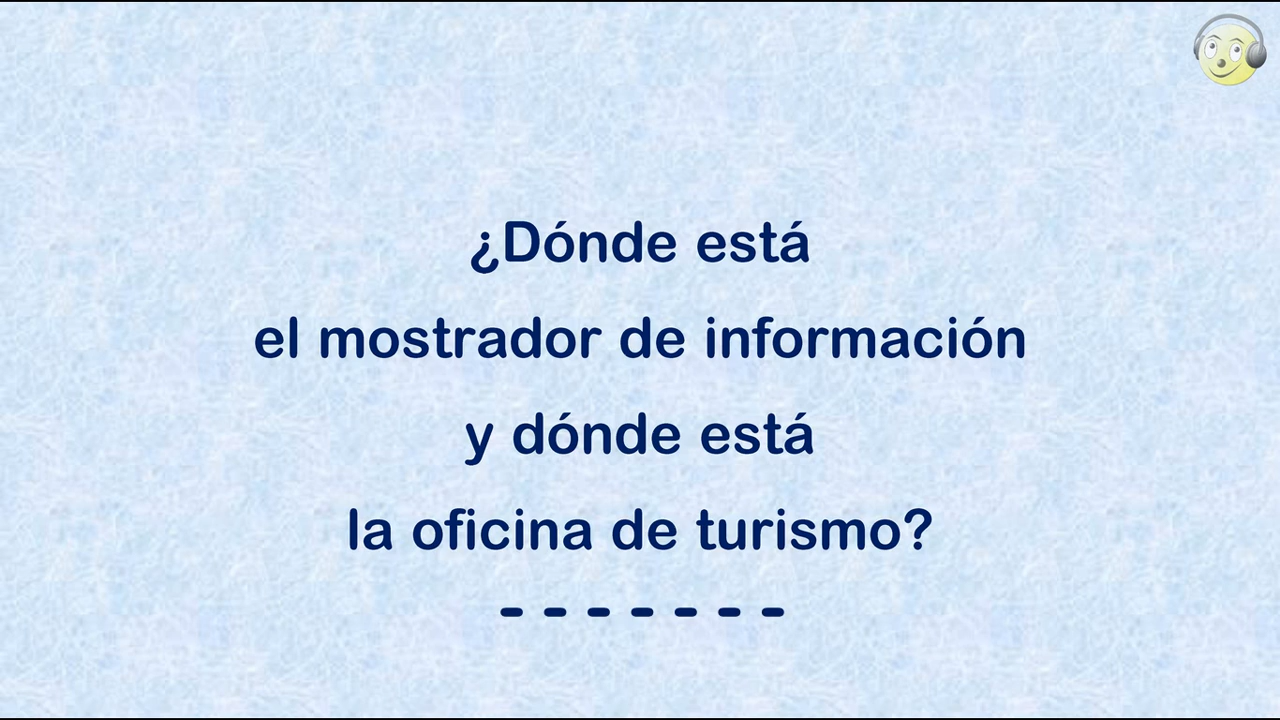 ¿Dónde está
el mostrador de información
y dónde está
la oficina de turismo?
- - - - - - -